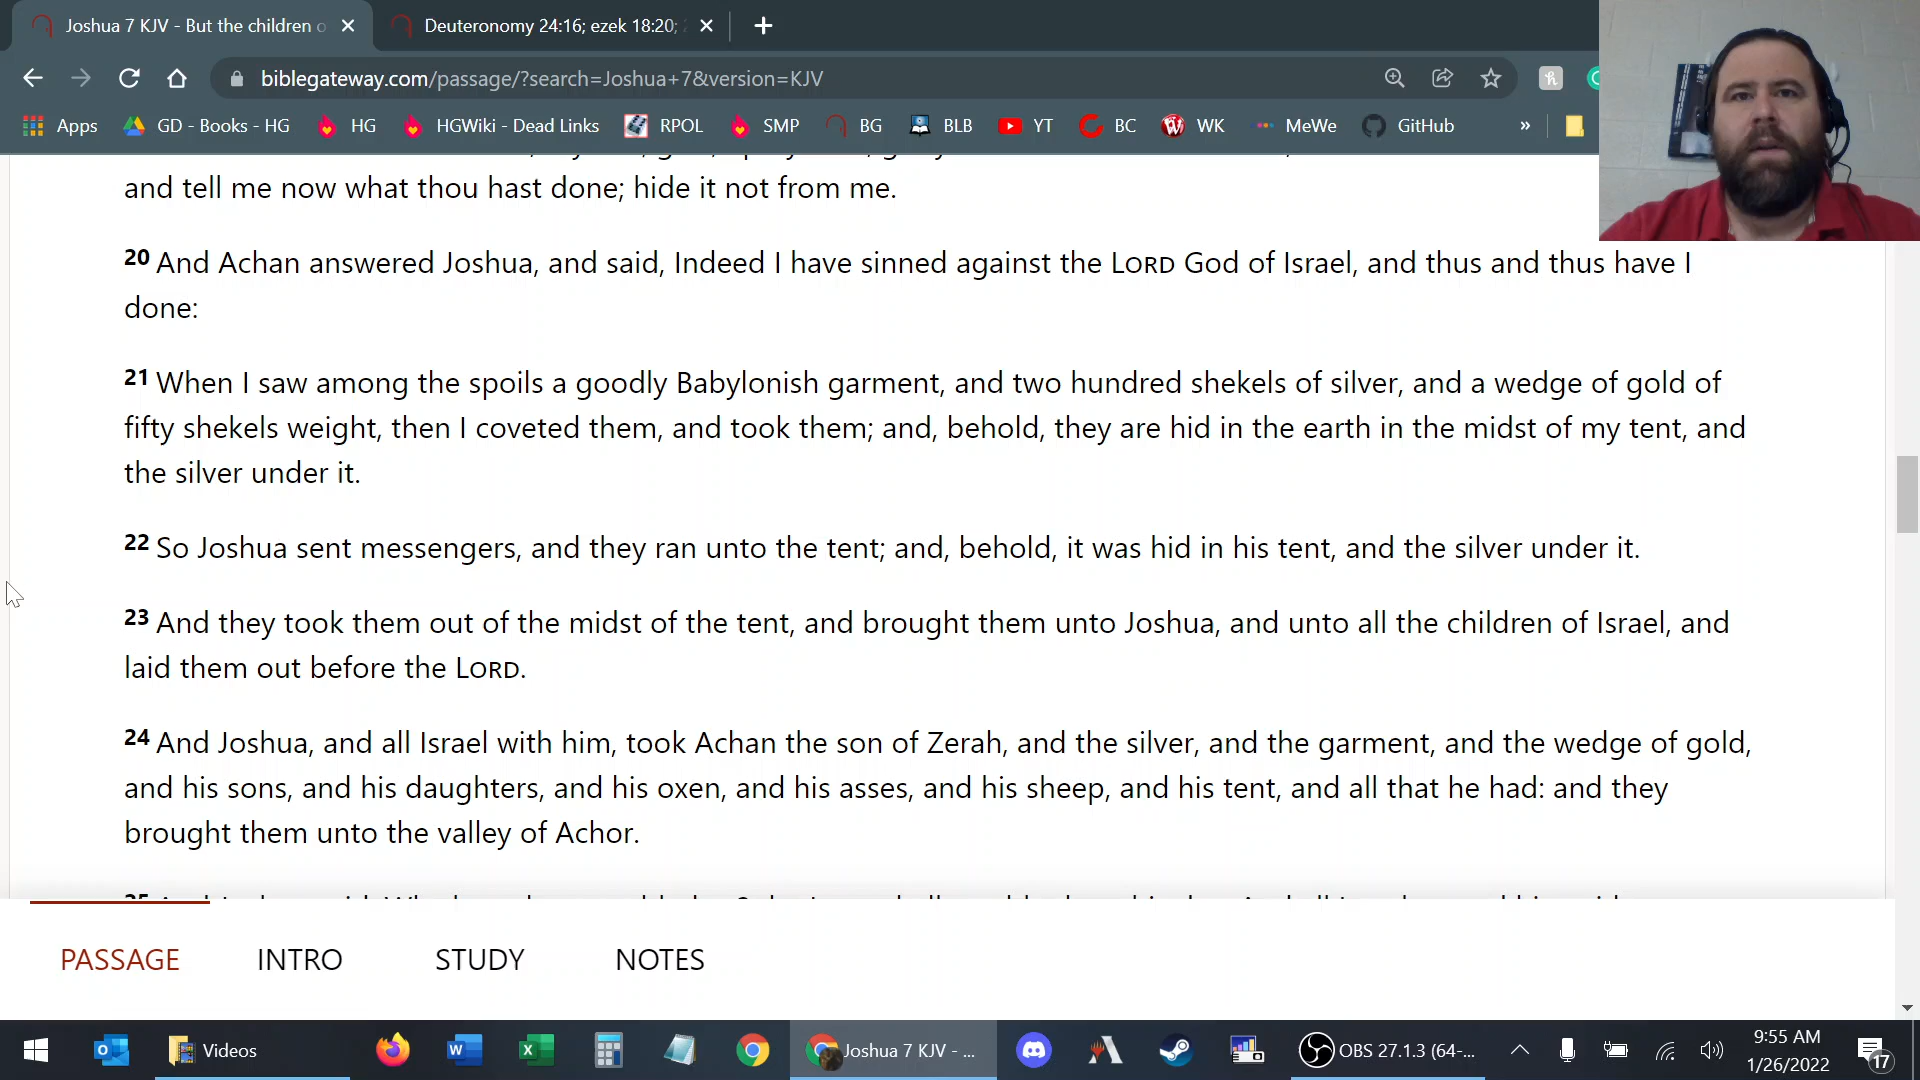 Joshua 7 KJV - But the children o
Deuteronomy 24:16; ezek 18:20;
biblegateway.com/passage/?search=Joshua+7&version=KJV
Apps GD - Books - HG HG HGWiki - Dead Links RPOL SMP BG BLB YT BC WK MeWe GitHub »
and tell me now what thou hast done; hide it not from me.
20 And Achan answered Joshua, and said, Indeed I have sinned against the LORD God of Israel, and thus and thus have I
done:
21 When I saw among the spoils a goodly Babylonish garment, and two hundred shekels of silver, and a wedge of gold of
fifty shekels weight, then I coveted them, and took them; and, behold, they are hid in the earth in the midst of my tent, and
the silver under it.
22 So Joshua sent messengers, and they ran unto the tent; and, behold, it was hid in his tent, and the silver under it.
23 And they took them out of the midst of the tent, and brought them unto Joshua, and unto all the children of Israel, and
laid them out before the LORD.
24 And Joshua, and all Israel with him, took Achan the son of Zerah, and the silver, and the garment, and the wedge of gold,
and his sons, and his daughters, and his oxen, and his asses, and his sheep, and his tent, and all that he had: and they
brought them unto the valley of Achor.
PASSAGE INTRO STUDY NOTES
Videos
Joshua 7 KJV - ...
OBS 27.1.3 (64-...
9:55 AM
1/26/2022
17